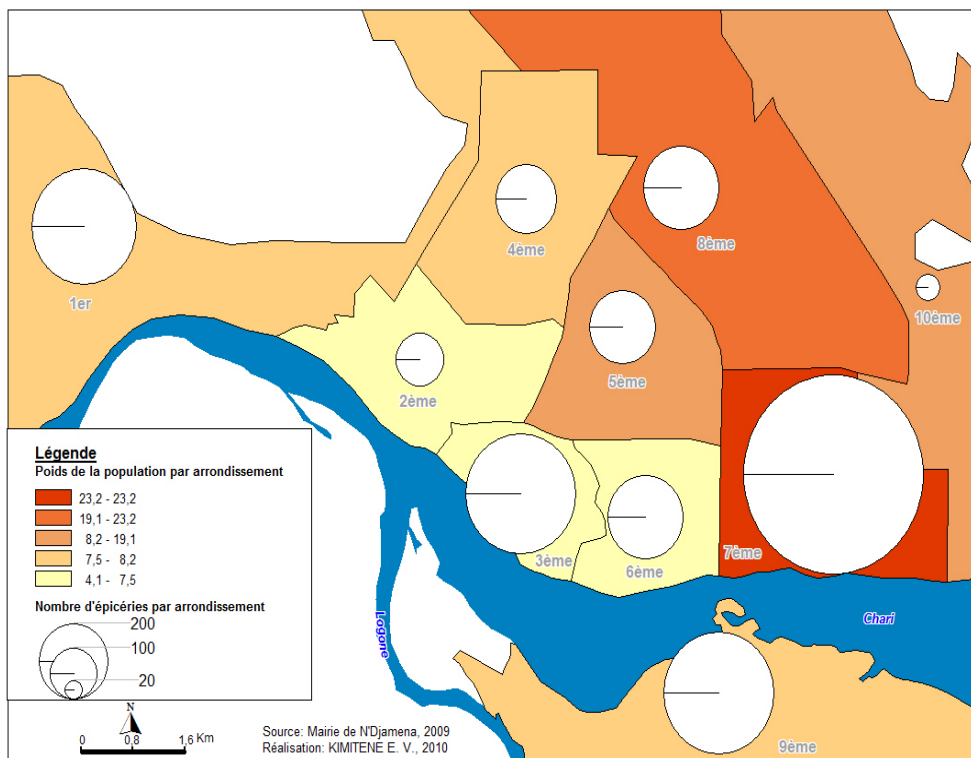 4ème
8ème
1er
10ème
2ème
5ème
3ème
6ème
7ème
9ème
Logone
Chari
Légende
Poids de la population par arrondissement
23,2 - 23,2
19,1 - 23,2
8,2 - 19,1
7,5 - 8,2
4,1 - 7,5
Nombre d'épicéries par arrondissement
200
100
20
N
0 0.8 1,6 Km
Source: Mairie de N'Djamena, 2009
Réalisation: KIMITENE E. V., 2010